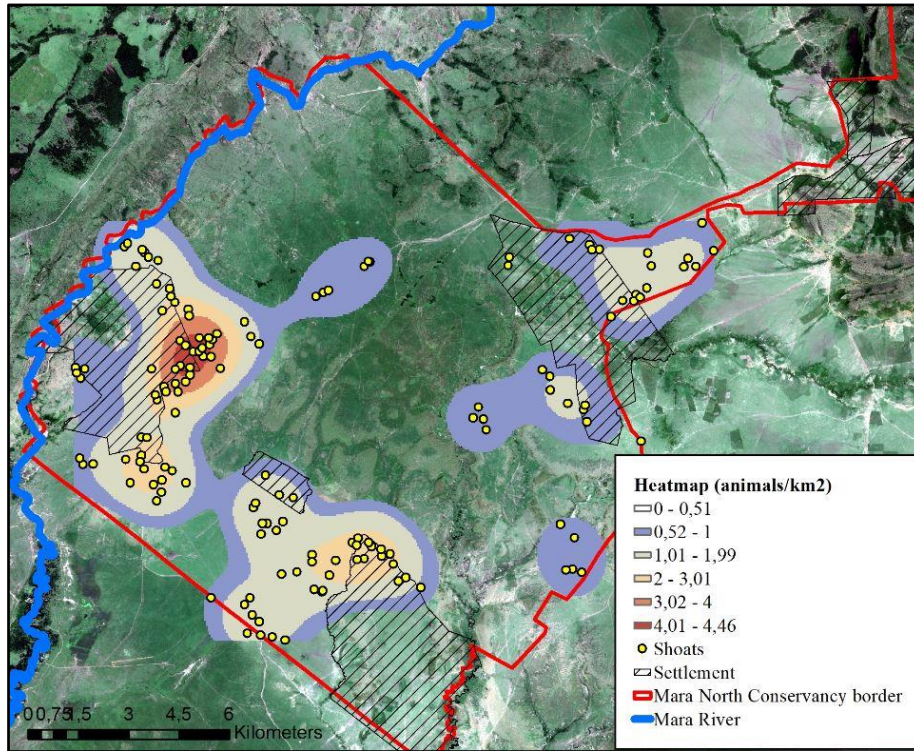 Heatmap (animals/km2)
0 - 0,51
0,52 - 1
1,01 - 1,99
2 - 3,01
3,02 - 4
4,01 - 4,46
Shoats
Settlement
Mara North Conservancy border
Mara River
0 0,75 1,5 3 4,5 6
Kilometers